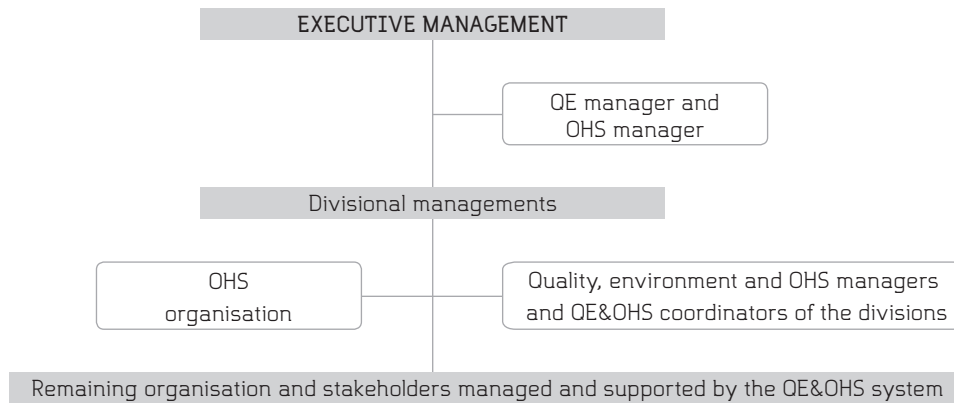 EXECUTIVE MANAGEMENT
QE manager and
OHS manager
Divisional managements
OHS
organisation
Quality, environment and OHS managers
and QE&OHS coordinators of the divisions
Remaining organisation and stakeholders managed and supported by the QE&OHS system